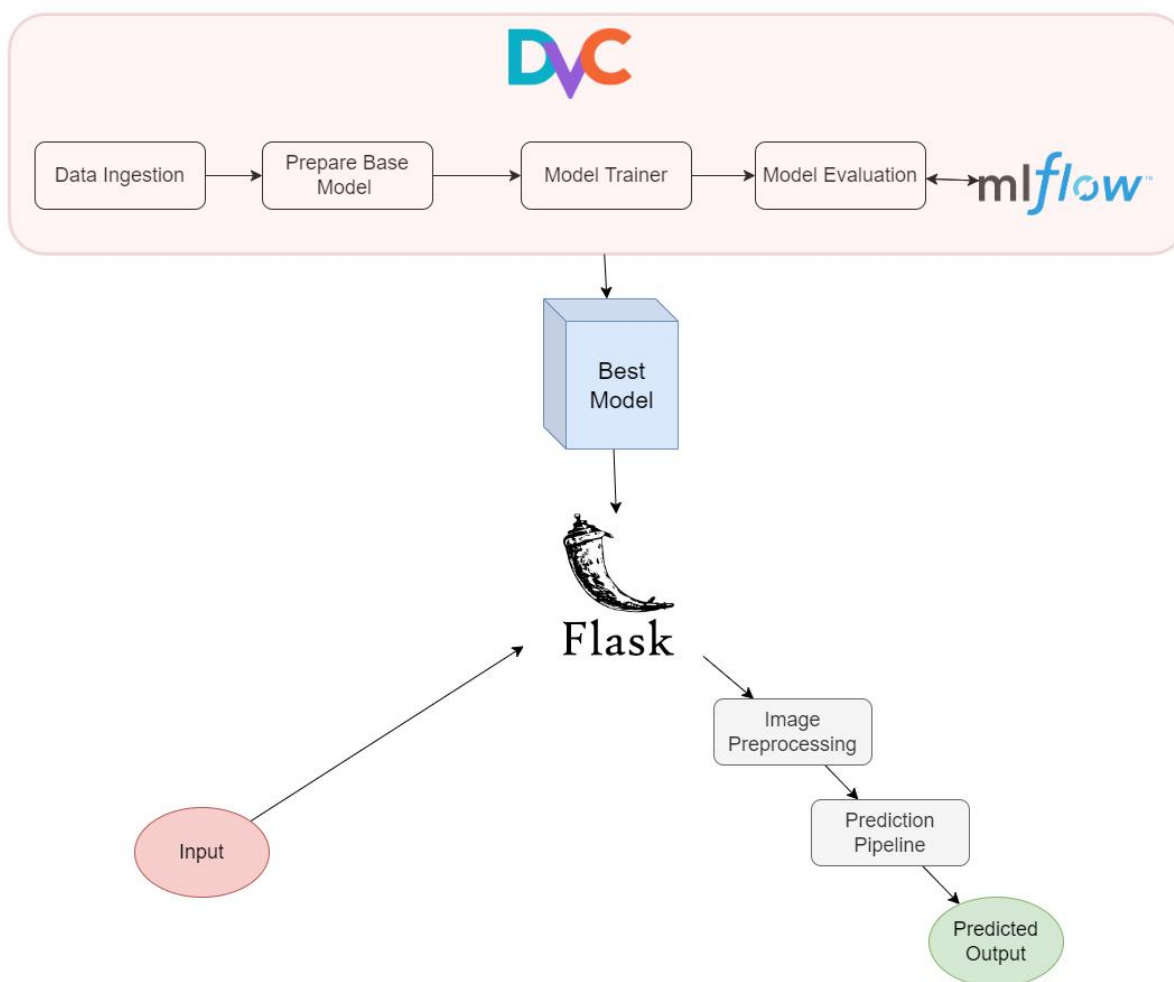 DVC
Data Ingestion
Prepare Base
Model
Model Trainer
Model Evaluation
mlflow™
Best
Model
Flask
Image
Preprocessing
Prediction
Pipeline
Input
Predicted
Output